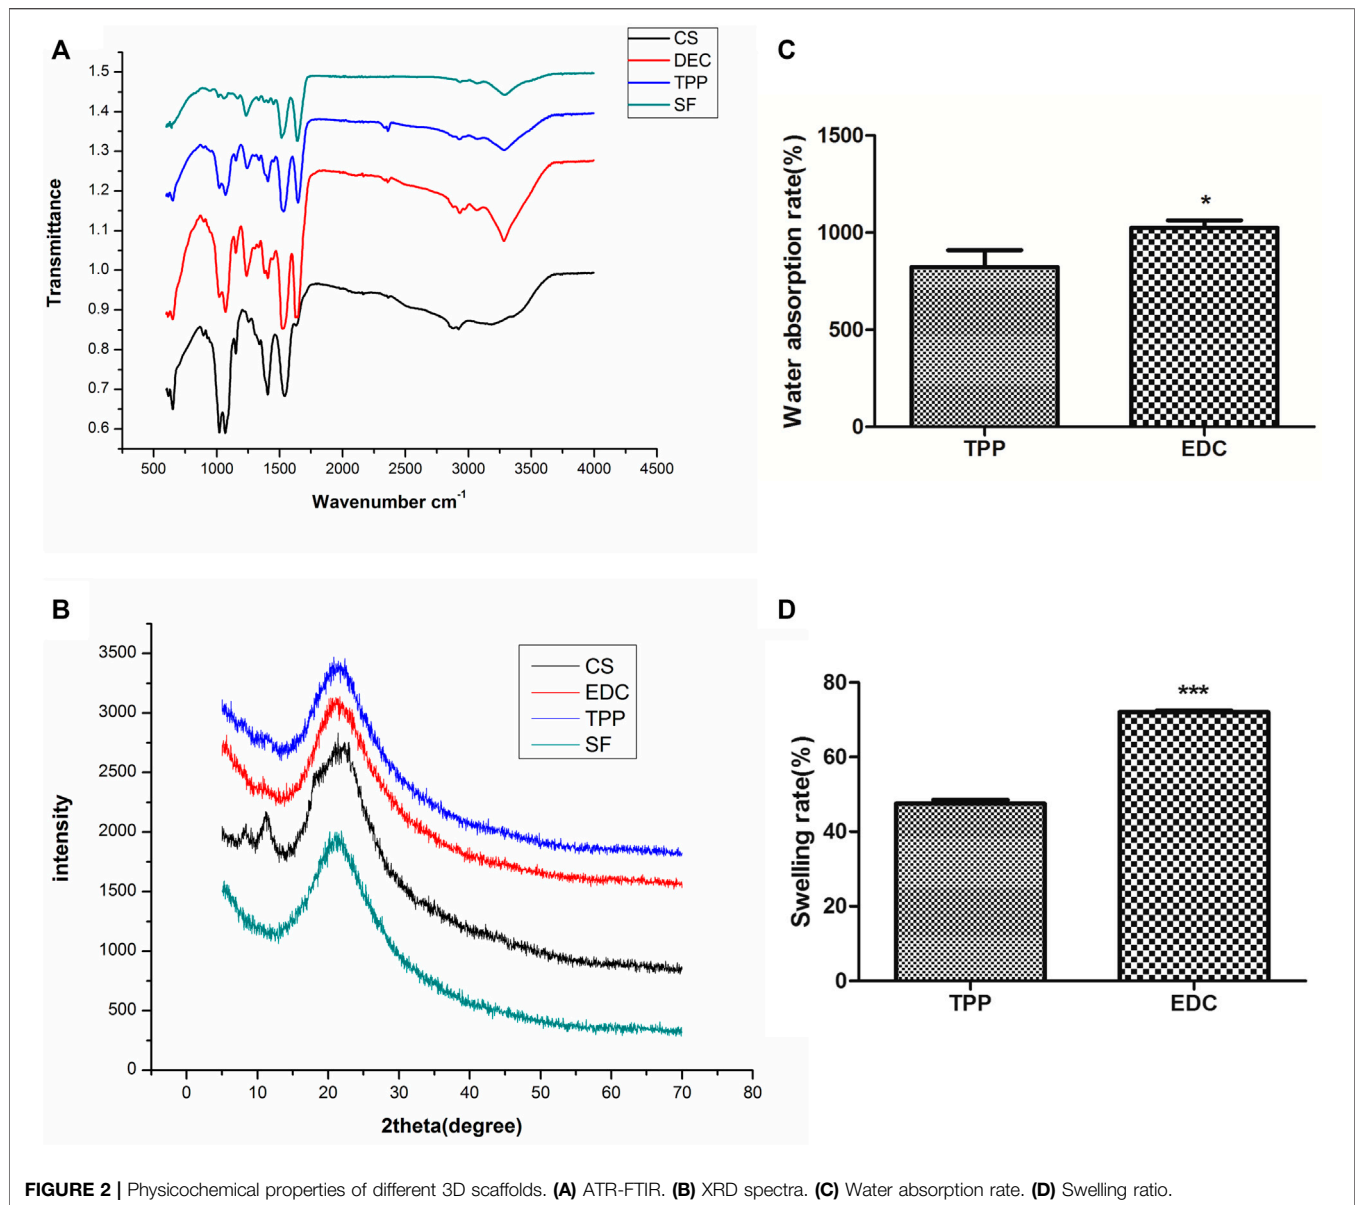 A
CS
DEC
TPP
SF
1.5
1.4
1.3
1.2
1.1
1.0
0.9
0.8
0.7
0.6
Transmittance
500 1000 1500 2000 2500 3000 3500 4000 4500
Wavenumber cm-1
C
1500
1000
500
0
Water absorption rate(%)
*
TPP EDC
B
CS
EDC
TPP
SF
3500
3000
2500
2000
1500
1000
500
0
intensity
0 10 20 30 40 50 60 70 80
2theta(degree)
D
80
60
40
20
0
Swelling rate(%)
***
TPP EDC
FIGURE 2 | Physicochemical properties of different 3D scaffolds. (A) ATR-FTIR. (B) XRD spectra. (C) Water absorption rate. (D) Swelling ratio.